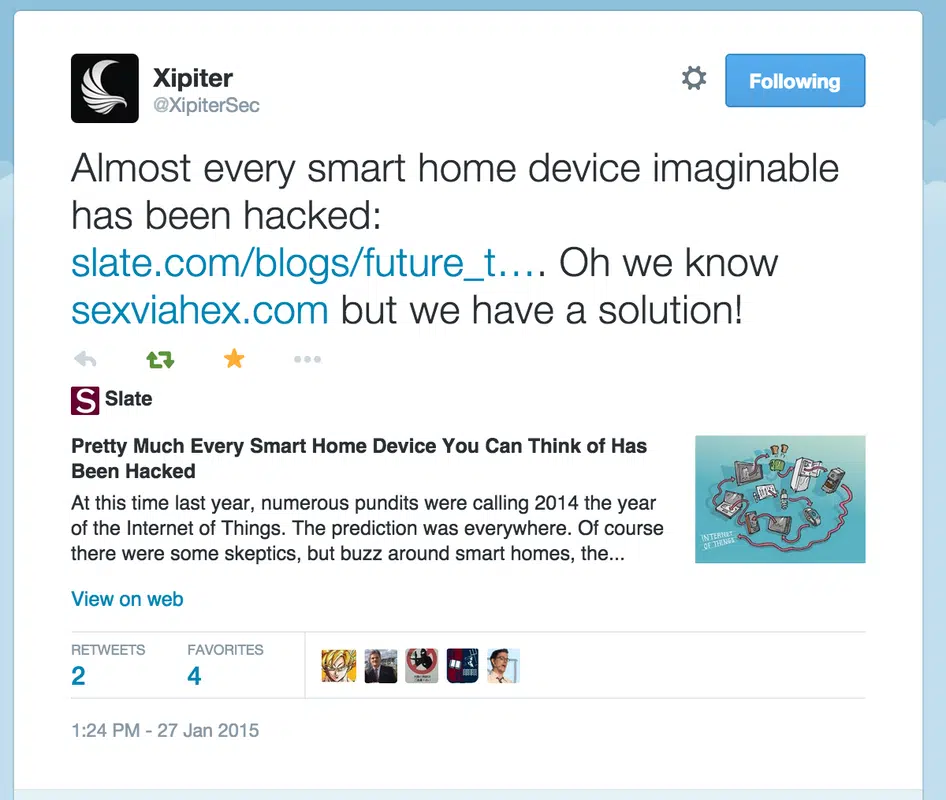 Xipiter
@XipiterSec
Following
Almost every smart home device imaginable
has been hacked:
slate.com/blogs/future_t…. Oh we know
sexviahex.com but we have a solution!
S Slate
Pretty Much Every Smart Home Device You Can Think of Has
Been Hacked
At this time last year, numerous pundits were calling 2014 the year
of the Internet of Things. The prediction was everywhere. Of course
there were some skeptics, but buzz around smart homes, the...
INTERNET
OF THINGS
View on web
RETWEETS
2
FAVORITES
4
1:24 PM - 27 Jan 2015